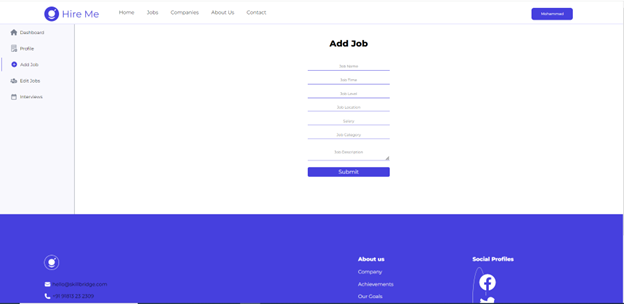 Hire Me
Home Jobs Companies About Us Contact
Mohammed
Dashboard
Profile
Add Job
Edit Jobs
Interviews
Add Job
Job Name
Job Time
Job Level
Job Location
Salary
Job Category
Job Description
Submit
About us
Social Profiles
Company
hello@skillbridge.com
Achievements
Our Goals